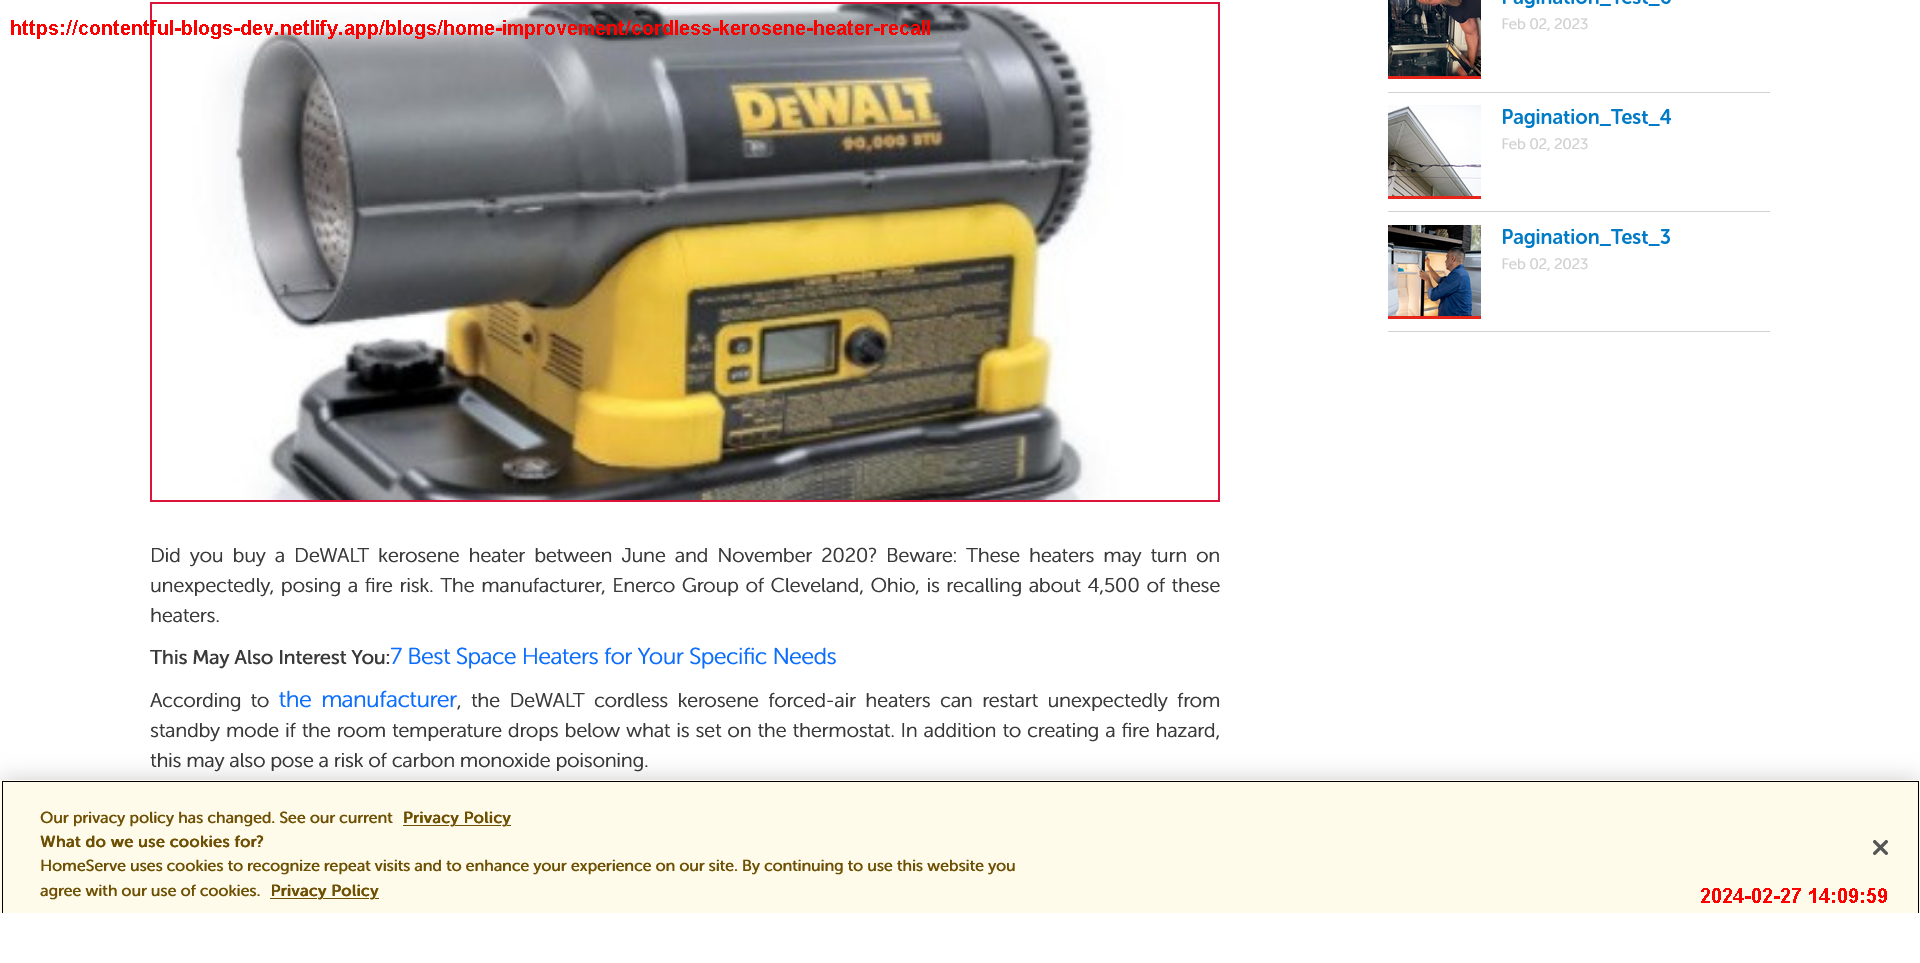 https://contentful-blogs-dev.netlify.app/blogs/home-improvement/cordless-kerosene-heater-recall
DEWALT
90,000 BTU
Did you buy a DeWALT kerosene heater between June and November 2020? Beware: These heaters may turn on
unexpectedly, posing a fire risk. The manufacturer, Enerco Group of Cleveland, Ohio, is recalling about 4,500 of these
heaters.
This May Also Interest You:7 Best Space Heaters for Your Specific Needs
According to the manufacturer, the DeWALT cordless kerosene forced-air heaters can restart unexpectedly from
standby mode if the room temperature drops below what is set on the thermostat. In addition to creating a fire hazard,
this may also pose a risk of carbon monoxide poisoning.
Feb 02, 2023
Pagination_Test_4
Feb 02, 2023
Pagination_Test_3
Feb 02, 2023
Our privacy policy has changed. See our current Privacy Policy
What do we use cookies for?
HomeServe uses cookies to recognize repeat visits and to enhance your experience on our site. By continuing to use this website you
agree with our use of cookies. Privacy Policy
2024-02-27 14:09:59